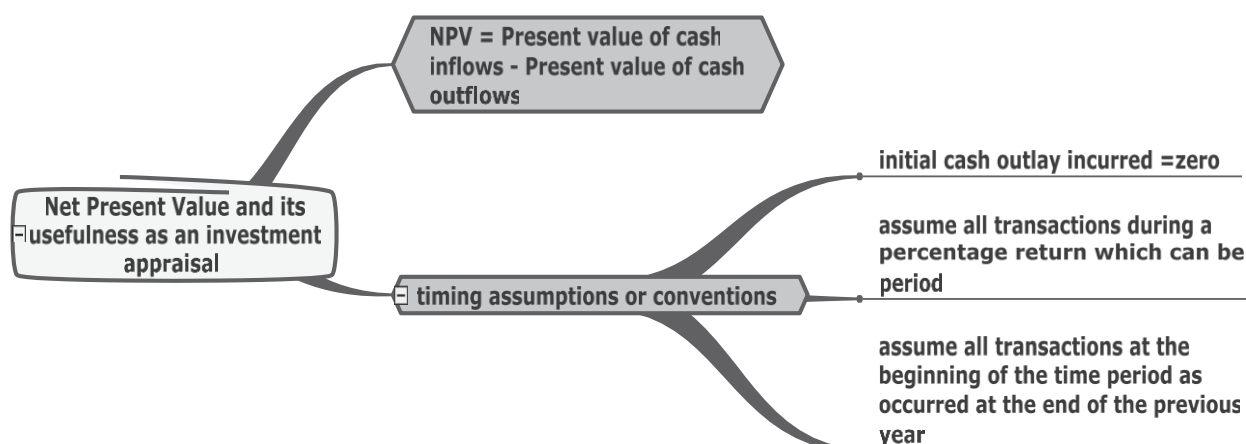 NPV = Present value of cash
inflows - Present value of cash
outflows
Net Present Value and its
usefulness as an investment
appraisal
timing assumptions or conventions
initial cash outlay incurred =zero
assume all transactions during a
percentage return which can be
period
assume all transactions at the
beginning of the time period as
occurred at the end of the previous
year